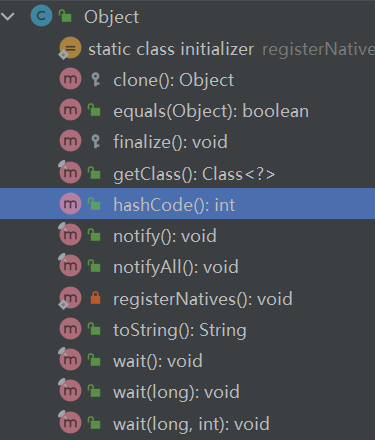 Object
static class initializer registerNative
clone(): Object
equals(Object): boolean
finalize(): void
getClass(): Class<?>
hashCode(): int
notify(): void
notifyAll(): void
registerNatives(): void
toString(): String
wait(): void
wait(long): void
wait(long, int): void